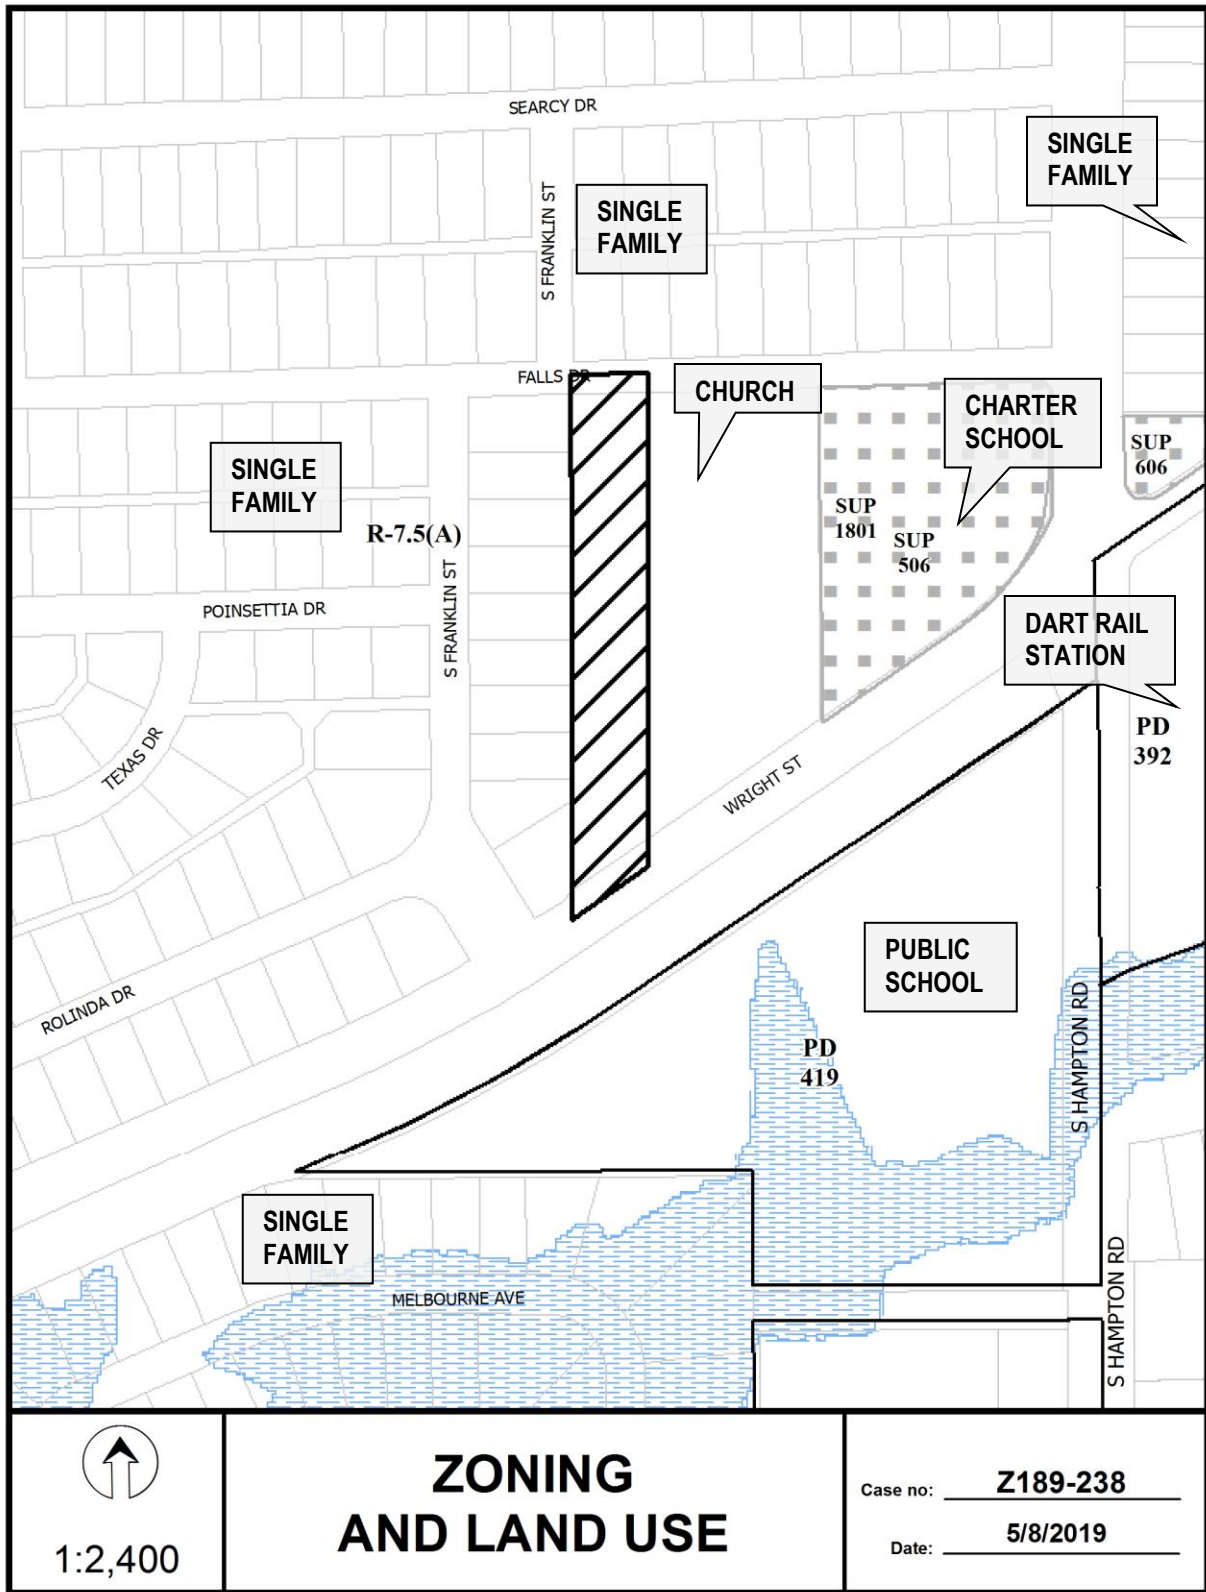 SEARCY DR
SINGLE
FAMILY
SINGLE
FAMILY
S FRANKLIN ST
FALLS DR
CHURCH
CHARTER
SCHOOL
SUP
606
SINGLE
FAMILY
R-7.5(A)
SUP
1801
SUP
506
S FRANKLIN ST
POINSETTIA DR
DART RAIL
STATION
PD
392
TEXAS DR
WRIGHT ST
PUBLIC
SCHOOL
ROLINDA DR
S HAMPTON RD
PD
419
SINGLE
FAMILY
MELBOURNE AVE
S HAMPTON RD
1:2,400
ZONING
AND LAND USE
Case no: Z189-238
Date: 5/8/2019